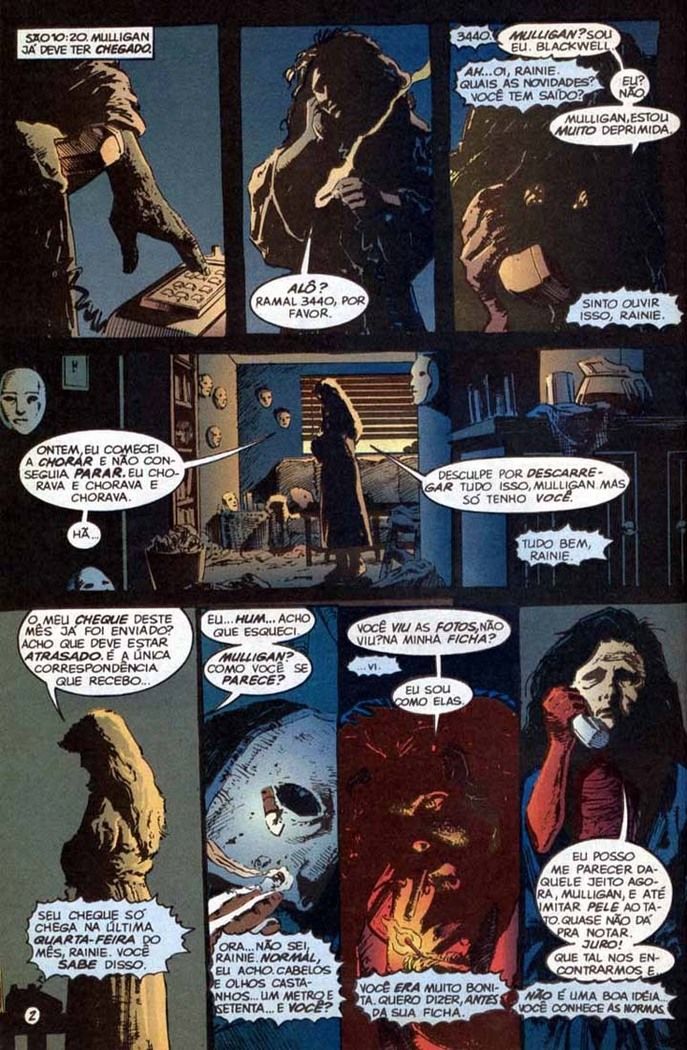 SÃO 10:20. MULLIGAN
JÁ DEVE TER CHEGADO.
ALÔ?
RAMAL 3440, POR
FAVOR.
3440.
MULLIGAN? SOU
EU. BLACKWELL.
AH...OI, RAINIE.
QUAIS AS NOVIDADES?
VOCÊ TEM SAÍDO?
EU?
NÃO.
MULLIGAN, ESTOU
MUITO DEPRIMIDA.
SINTO OUVIR
ISSO, RAINIE.
ONTEM, EU COMECEI
A CHORAR E NÃO CON-
SEGUIA PARAR. EU CHO-
RAVA E CHORAVA E
CHORAVA.
HÃ...
DESCULPE POR DESCARRE-
GAR TUDO ISSO, MULLIGAN. MAS
SÓ TENHO VOCÊ.
TUDO BEM,
RAINIE.
O MEU CHEQUE DESTE
MÊS JÁ FOI ENVIADO?
ACHO QUE DEVE ESTAR
ATRASADO. É A ÚNICA
CORRESPONDÊNCIA
QUE RECEBO...
SEU CHEQUE SÓ
CHEGA NA ÚLTIMA
QUARTA-FEIRA DO
MÊS, RAINIE. VOCÊ
SABE DISSO.
EU...HUM...ACHO
QUE ESQUECI.
MULLIGAN?
COMO VOCÊ SE
PARECE?
ORA...NÃO SEI,
RAINIE. NORMAL,
EU ACHO. CABELOS
E OLHOS CASTA-
NHOS...UM METRO E
SETENTA...E VOCÊ?
VOCÊ VIU AS FOTOS, NÃO
VIU? NA MINHA FICHA?
...VI.
EU SOU
COMO ELAS.
VOCÊ ERA MUITO BONI-
TA. QUERO DIZER, ANTES
DA SUA FICHA.
EU POSSO
ME PARECER DA-
QUELE JEITO AGO-
RA, MULLIGAN, E ATÉ
IMITAR PELE AO TA-
TO. QUASE NÃO DÁ
PRA NOTAR.
JURO!
QUE TAL NOS EN-
CONTRARMOS E...
NÃO É UMA BOA IDÉIA...
VOCÊ CONHECE AS NORMAS.
2